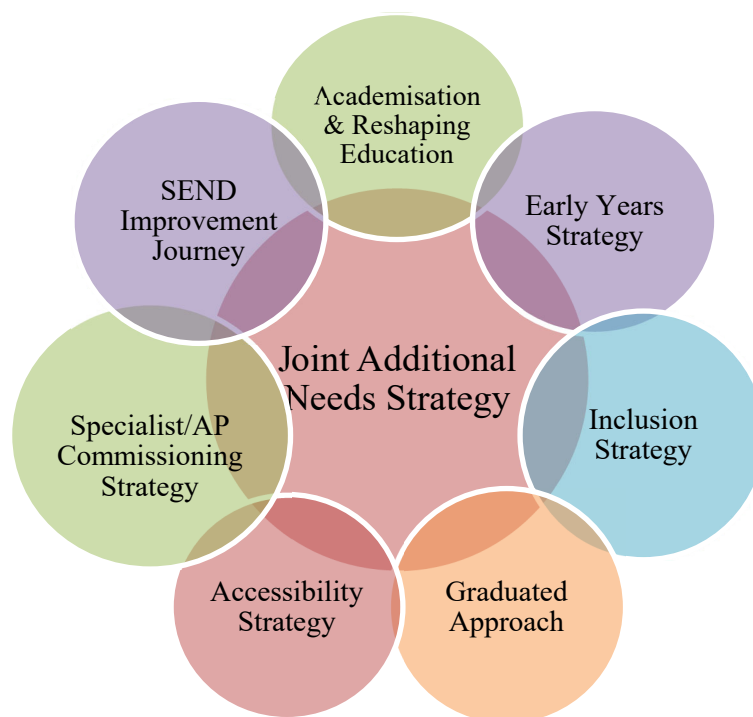 Academisation
& Reshaping
Education
SEND
Improvement
Journey
Early Years
Strategy
Joint Additional
Needs Strategy
Specialist/AP
Commissioning
Strategy
Inclusion
Strategy
Accessibility
Strategy
Graduated
Approach